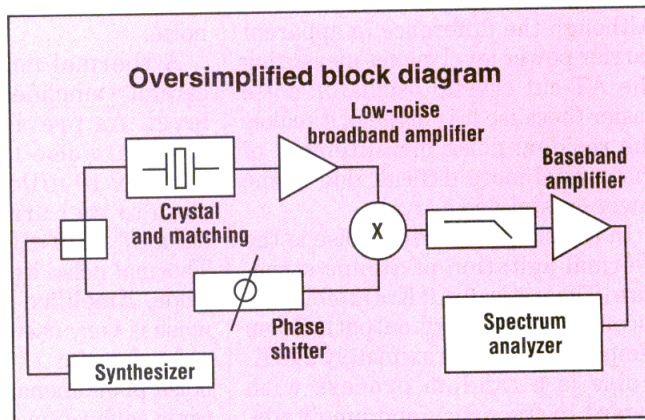 Oversimplified block diagram
Low-noise
broadband amplifier
Baseband
amplifier
Crystal
and matching
X
Phase
shifter
Spectrum
analyzer
Synthesizer